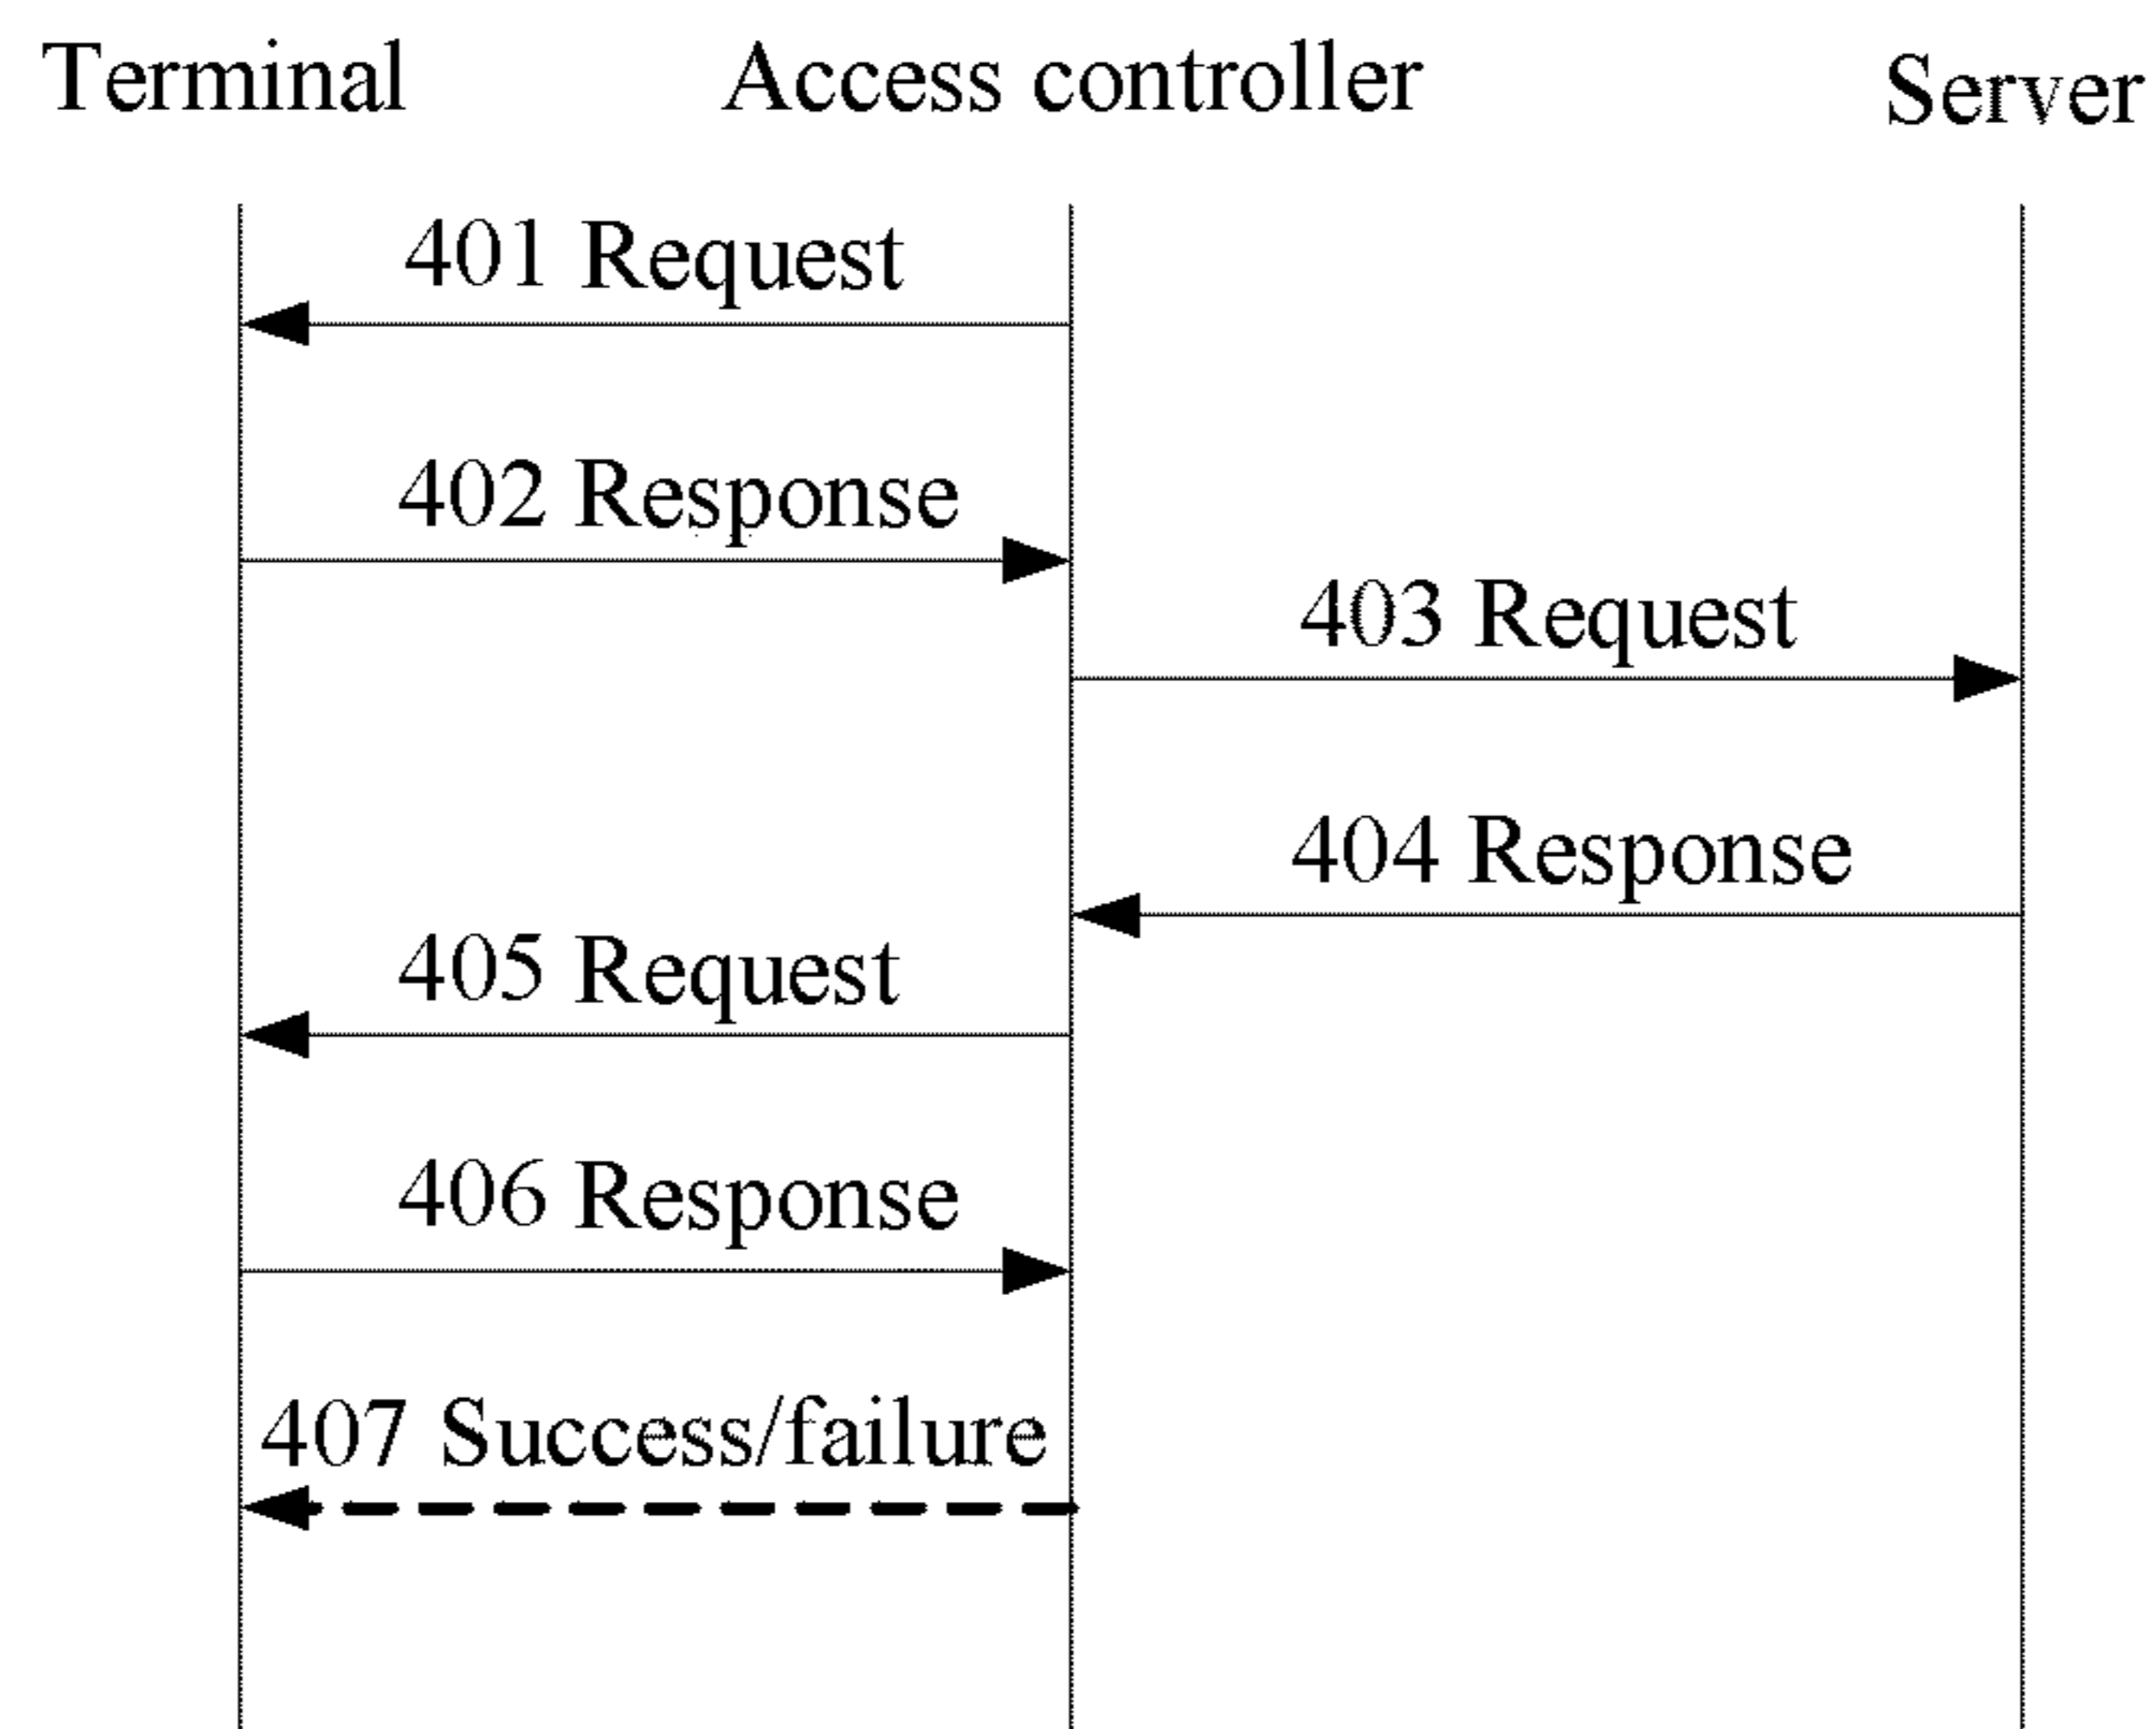 Terminal
Access controller
Server
401 Request
402 Response
403 Request
404 Response
405 Request
406 Response
407 Success/failure